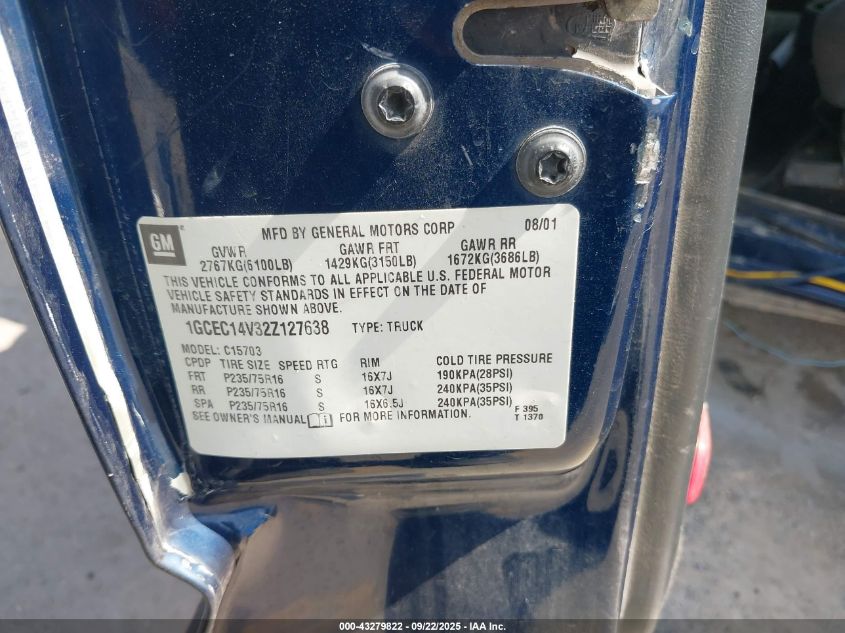 GM
MFD BY GENERAL MOTORS CORP 08/01
GVWR GAWR FRT GAWR RR
2767KG(6100LB) 1429KG(3150LB) 1672KG(3686LB)
THIS VEHICLE CONFORMS TO ALL APPLICABLE U.S. FEDERAL MOTOR
VEHICLE SAFETY STANDARDS IN EFFECT ON THE DATE OF
MANUFACTURE SHOWN ABOVE.
1GCEC14V32Z127638 TYPE: TRUCK
MODEL: C15703
CPDP TIRE SIZE SPEED RTG RIM COLD TIRE PRESSURE
FRT P235/75R16 S 16X7J 190KPA(28PSI)
RR P235/75R16 S 16X7J 240KPA(35PSI)
SPA P235/75R16 S 16X6.5J 240KPA(35PSI)
SEE OWNER'S MANUAL FOR MORE INFORMATION.
F 395
T 1370
000-43279822 - 09/22/2025 - IAA Inc.